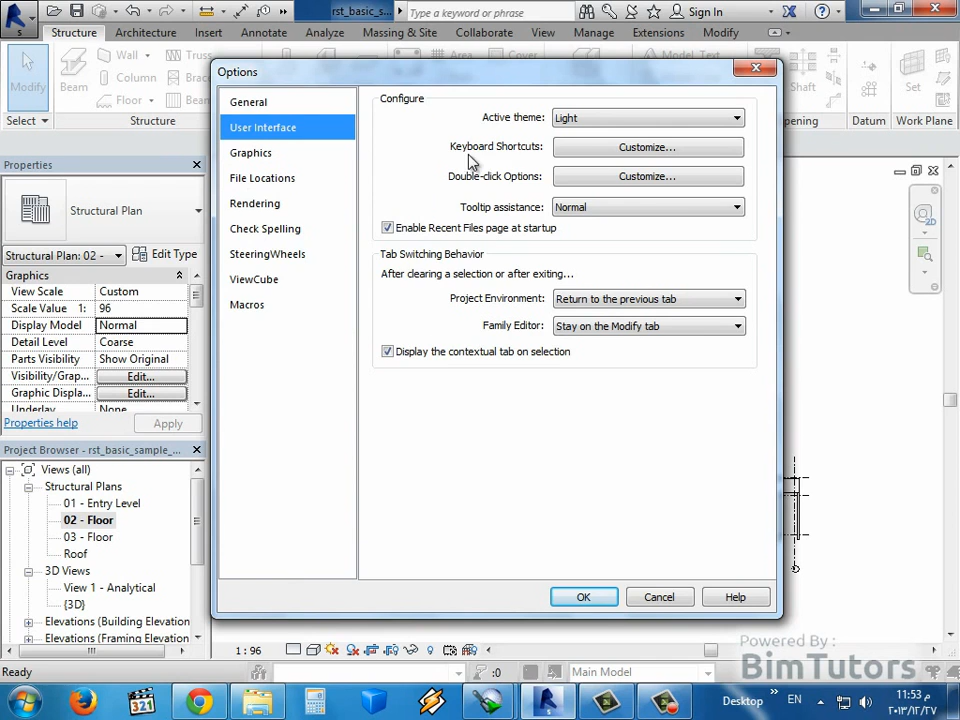 rst_basic_s...
Type a keyword or phrase
Sign In
Structure
Architecture
Insert
Annotate
Analyze
Massing & Site
Collaborate
View
Manage
Extensions
Modify
Modify
Beam
Wall
Column
Floor
Truss
Cover
Model Text
Shaft
Set
Select
Structure
Datum
Work Plane
Properties
Structural Plan
Structural Plan: 02 -
Edit Type
Graphics
View Scale
Custom
Scale Value 1:
96
Display Model
Normal
Detail Level
Coarse
Parts Visibility
Show Original
Visibility/Grap...
Edit...
Graphic Displa...
Edit...
Underlay
None
Properties help
Apply
Project Browser - rst_basic_sample_...
Views (all)
Structural Plans
01 - Entry Level
02 - Floor
03 - Floor
Roof
3D Views
View 1 - Analytical
{3D}
Elevations (Building Elevation
Elevations (Framing Elevation
Options
General
User Interface
Graphics
File Locations
Rendering
Check Spelling
SteeringWheels
ViewCube
Macros
Configure
Active theme:
Light
Keyboard Shortcuts:
Customize...
Double-click Options:
Customize...
Tooltip assistance:
Normal
Enable Recent Files page at startup
Tab Switching Behavior
After clearing a selection or after exiting...
Project Environment:
Return to the previous tab
Family Editor:
Stay on the Modify tab
Display the contextual tab on selection
OK
Cancel
Help
1 : 96
Ready
:0
Main Model
Powered By :
BimTutors
321
Desktop
EN
11:53 م
٢٠١٣/١٢/٢٧